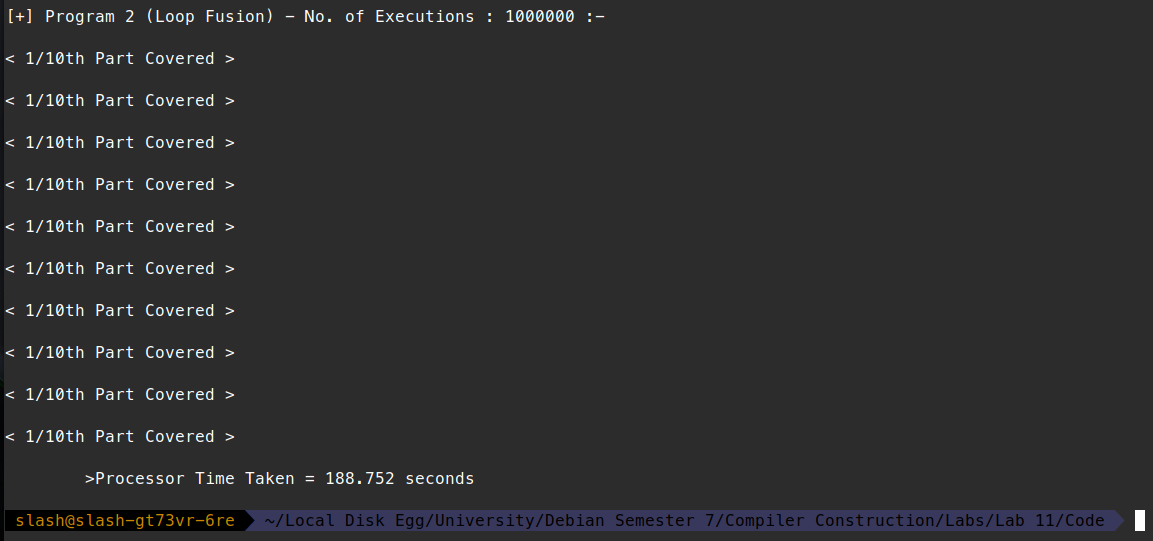 [+] Program 2 (Loop Fusion) - No. of Executions : 1000000 :-
< 1/10th Part Covered >
< 1/10th Part Covered >
< 1/10th Part Covered >
< 1/10th Part Covered >
< 1/10th Part Covered >
< 1/10th Part Covered >
< 1/10th Part Covered >
< 1/10th Part Covered >
< 1/10th Part Covered >
< 1/10th Part Covered >
>Processor Time Taken = 188.752 seconds
slash@slash-gt73vr-6re ~/Local Disk Egg/University/Debian Semester 7/Compiler Construction/Labs/Lab 11/Code